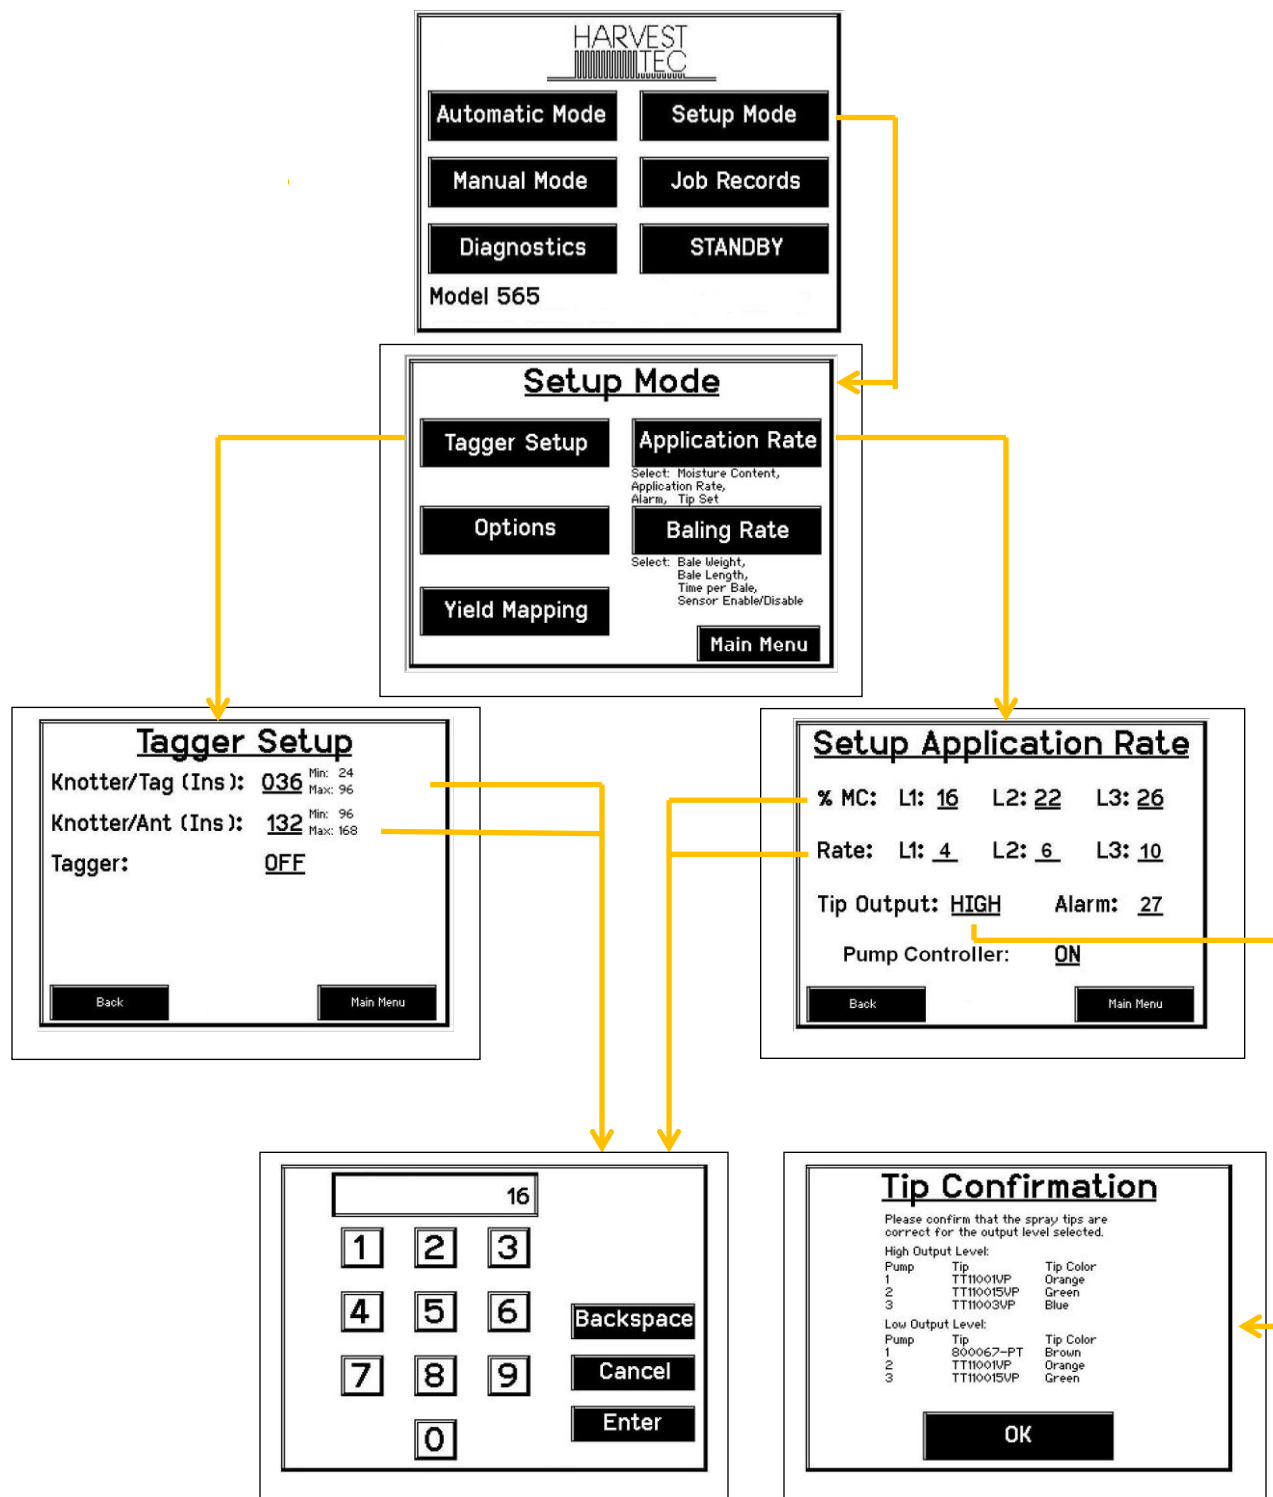 HARVEST
TEC
Automatic Mode
Setup Mode
Manual Mode
Job Records
Diagnostics
STANDBY
Model 565
Setup Mode
Tagger Setup
Application Rate
Select: Moisture Content,
Application Rate,
Alarm, Tip Set
Options
Baling Rate
Select: Bale Weight,
Bale Length,
Time per Bale,
Sensor Enable/Disable
Yield Mapping
Main Menu
Tagger Setup
Knotter/Tag (Ins): 036 Min: 24
Max: 96
Knotter/Ant (Ins): 132 Min: 96
Max: 168
Tagger: OFF
Back
Main Menu
Setup Application Rate
% MC: L1: 16 L2: 22 L3: 26
Rate: L1: 4 L2: 6 L3: 10
Tip Output: HIGH Alarm: 27
Pump Controller: ON
Back
Main Menu
16
1 2 3
4 5 6
Backspace
7 8 9
Cancel
Enter
0
Tip Confirmation
Please confirm that the spray tips are
correct for the output level selected.
High Output Level:
Pump Tip Tip Color
1 TT11001VP Orange
2 TT110015VP Green
3 TT11003VP Blue
Low Output Level:
Pump Tip Tip Color
1 800067-PT Brown
2 TT11001VP Orange
3 TT110015VP Green
OK